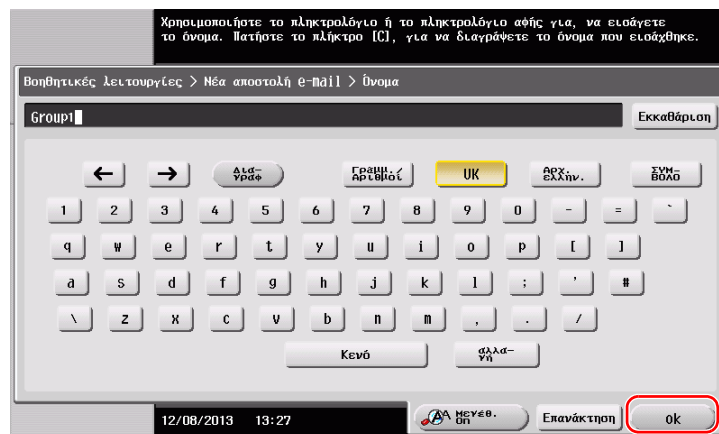 Χρησιμοποιήστε το πληκτρολόγιο ή το πληκτρολόγιο αφής για, να εισάγετε
το όνομα. Πατήστε το πλήκτρο [C], για να διαγράψετε το όνομα που εισάχθηκε.
Βοηθητικές λειτουργίες > Νέα αποστολή e-mail > Όνομα
Group1 Εκκαθάριση
← → Δια-
γράφ Γραμμ./
Αριθμοί UK Αρχ.
ελλην. ΣΥΜ-
ΒΟΛΟ
1 2 3 4 5 6 7 8 9 0 - = `
q w e r t y u i o p [ ]
a s d f g h j k l ; ' #
\ z x c v b n m , . /
Κενό αλλα-
γή
12/08/2013 13:27 Μεγέθ.
on Επανάκτηση ok